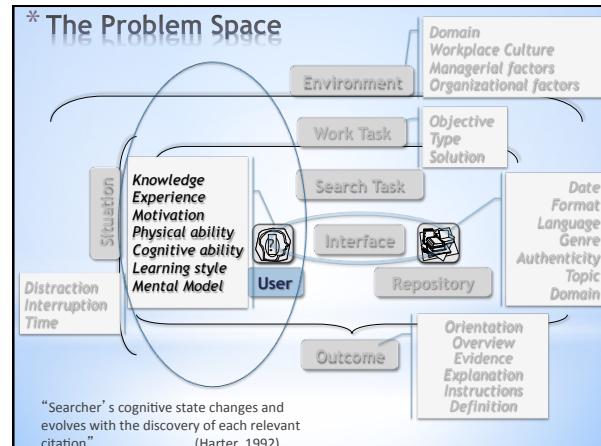 * The Problem Space
Domain
Workplace Culture
Managerial factors
Organizational factors
Environment
Work Task
Objective
Type
Solution
Situation
Knowledge
Experience
Motivation
Physical ability
Cognitive ability
Learning style
Mental Model
Search Task
Interface
User
Repository
Date
Format
Language
Genre
Authenticity
Topic
Domain
Distraction
Interruption
Time
Outcome
Orientation
Overview
Evidence
Explanation
Instructions
Definition
“Searcher’s cognitive state changes and
evolves with the discovery of each relevant
citation” (Harter, 1992)